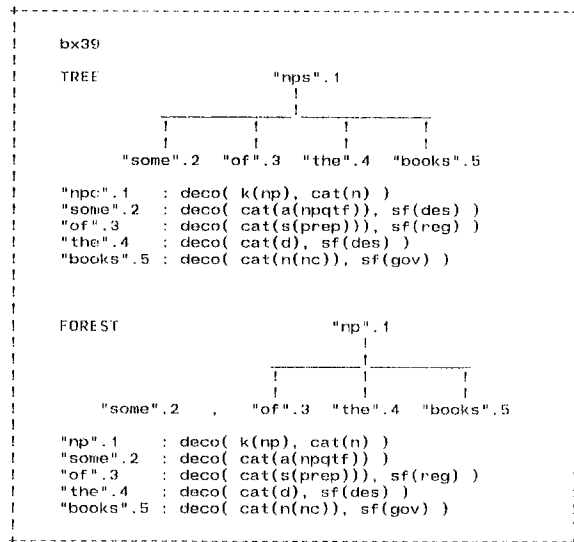 bx39
TREE "nps".1
"some".2 "of".3 "the".4 "books".5
"npc".1 : deco( k(np), cat(n) )
"some".2 : deco( cat(a(npqtf)), sf(des) )
"of".3 : deco( cat(s(prep))), sf(reg) )
"the".4 : deco( cat(d), sf(des) )
"books".5 : deco( cat(n(nc)), sf(gov) )
FOREST "np".1
"some".2 , "of".3 "the".4 "books".5
"np".1 : deco( k(np), cat(n) )
"some".2 : deco( cat(a(npqtf)) )
"of".3 : deco( cat(s(prep))), sf(reg) )
"the".4 : deco( cat(d), sf(des) )
"books".5 : deco( cat(n(nc)), sf(gov) )